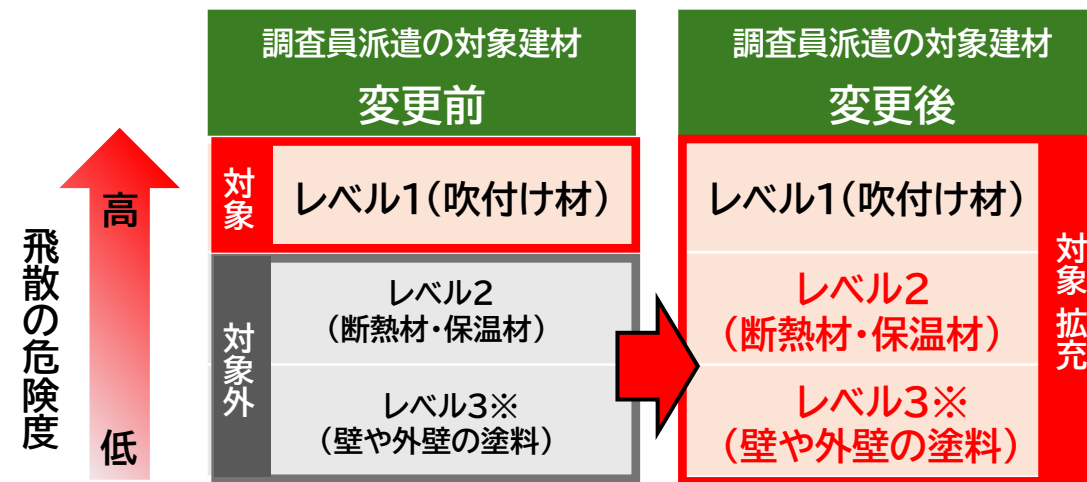 飛散の危険度
高
低
調査員派遣の対象建材
変更前
対象
レベル1(吹付け材)
対象外
レベル2
(断熱材・保温材)
レベル3※
(壁や外壁の塗料)
調査員派遣の対象建材
変更後
レベル1(吹付け材)
レベル2
(断熱材・保温材)
レベル3※
(壁や外壁の塗料)
対象 拡充